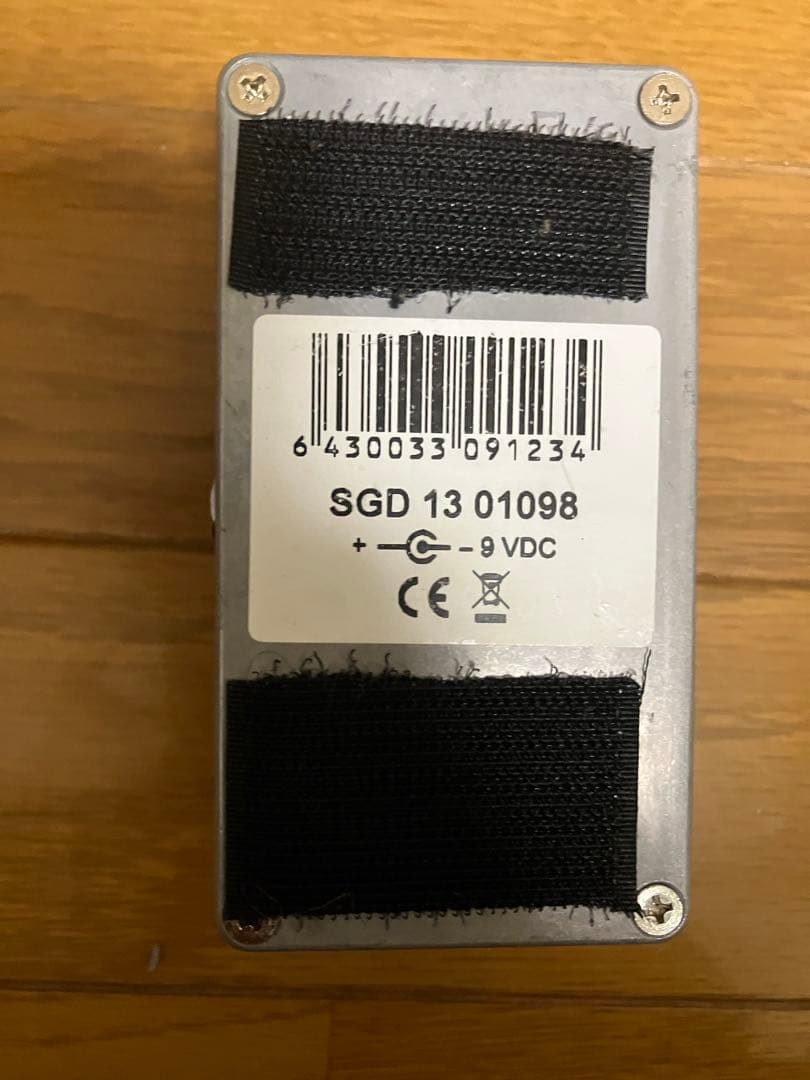 6 430033 091234
SGD 13 01098
+ – 9 VDC
CE